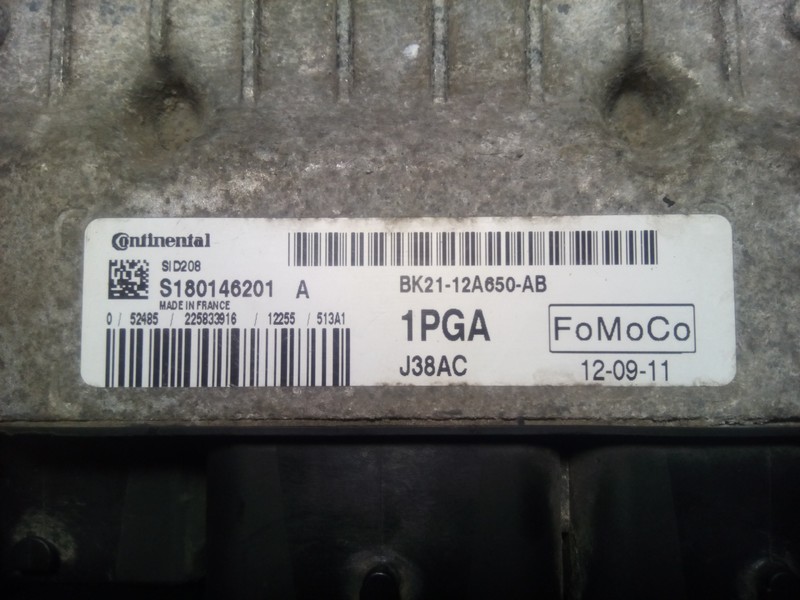 Continental
SID208
S180146201 A
MADE IN FRANCE
0 / 52485 / 225833916 / 12255 / 513A1
BK21-12A650-AB
1PGA
FoMoCo
J38AC
12-09-11